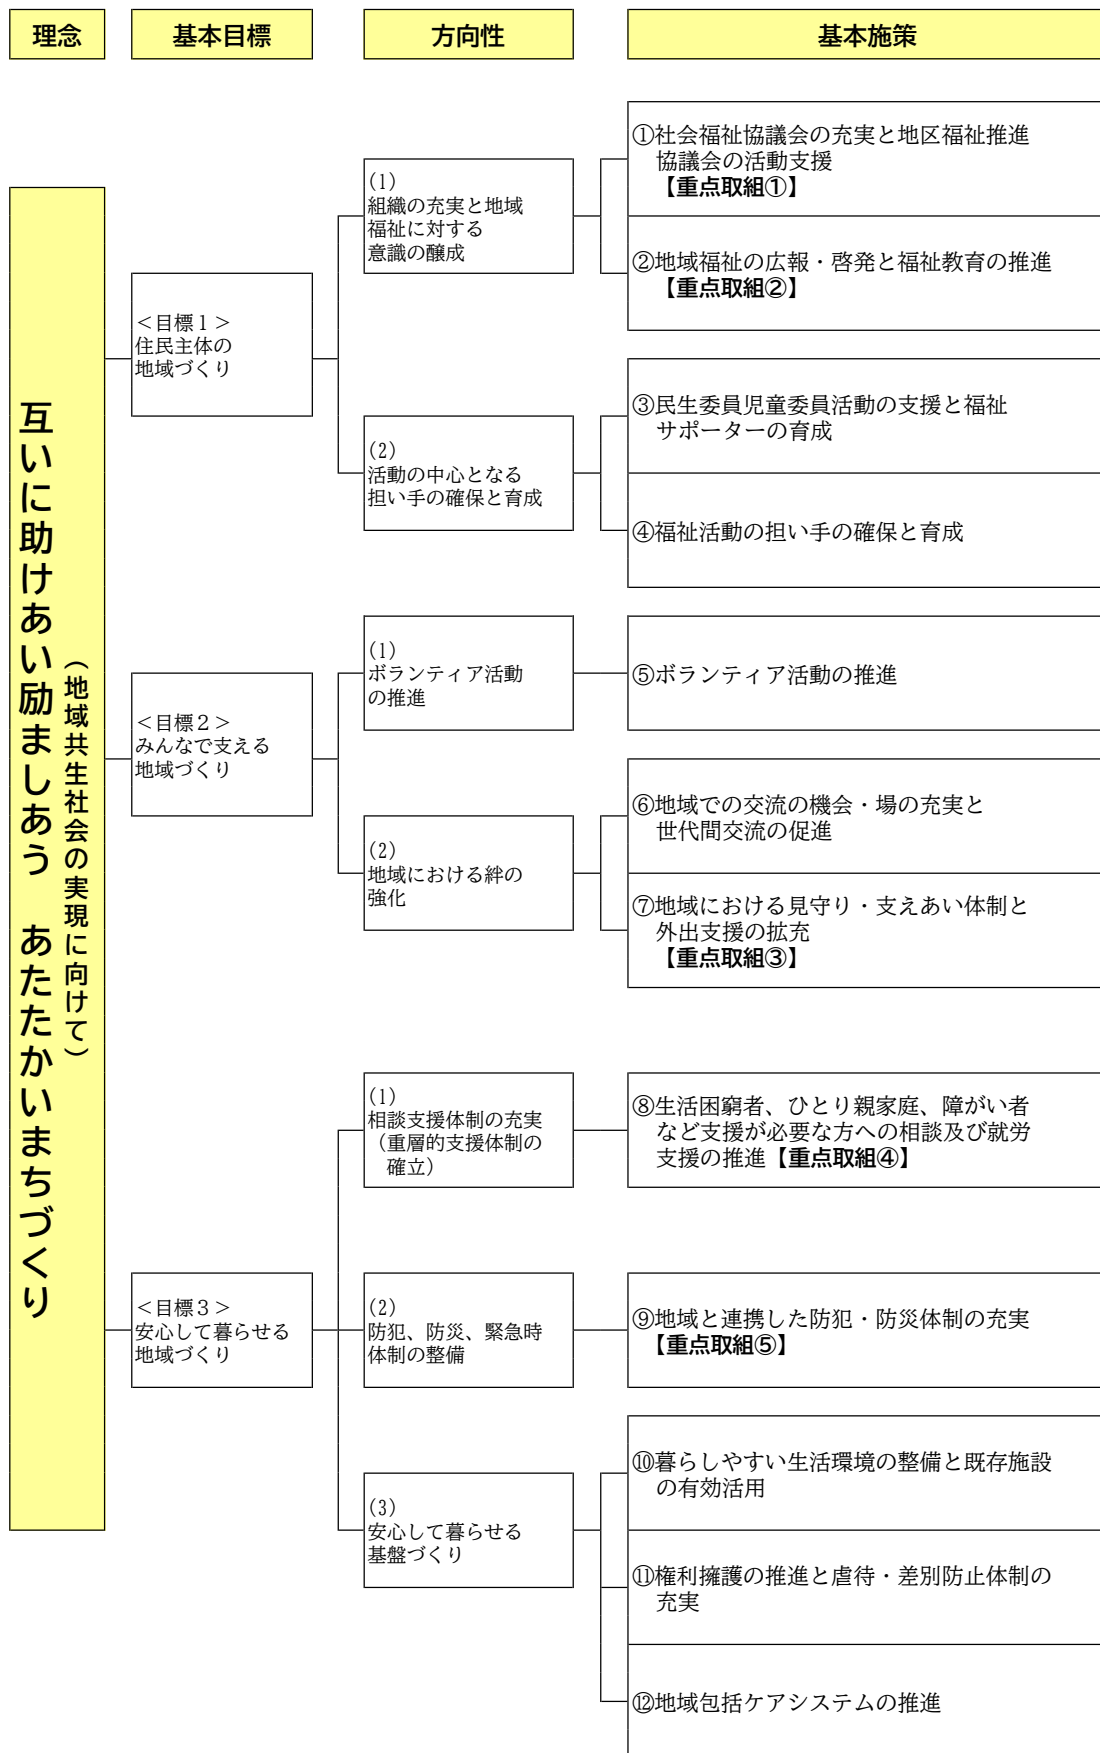 理念
基本目標
方向性
基本施策
互いに助けあい励ましあう　あたたかいまちづくり
（地域共生社会の実現に向けて）
＜目標１＞
住民主体の
地域づくり
(1)
組織の充実と地域
福祉に対する
意識の醸成
①社会福祉協議会の充実と地区福祉推進
協議会の活動支援
【重点取組①】
②地域福祉の広報・啓発と福祉教育の推進
【重点取組②】
(2)
活動の中心となる
担い手の確保と育成
③民生委員児童委員活動の支援と福祉
サポーターの育成
④福祉活動の担い手の確保と育成
＜目標２＞
みんなで支える
地域づくり
(1)
ボランティア活動
の推進
⑤ボランティア活動の推進
(2)
地域における絆の
強化
⑥地域での交流の機会・場の充実と
世代間交流の促進
⑦地域における見守り・支えあい体制と
外出支援の拡充
【重点取組③】
＜目標３＞
安心して暮らせる
地域づくり
(1)
相談支援体制の充実
（重層的支援体制の
確立）
⑧生活困窮者、ひとり親家庭、障がい者
など支援が必要な方への相談及び就労
支援の推進【重点取組④】
(2)
防犯、防災、緊急時
体制の整備
⑨地域と連携した防犯・防災体制の充実
【重点取組⑤】
(3)
安心して暮らせる
基盤づくり
⑩暮らしやすい生活環境の整備と既存施設
の有効活用
⑪権利擁護の推進と虐待・差別防止体制の
充実
⑫地域包括ケアシステムの推進